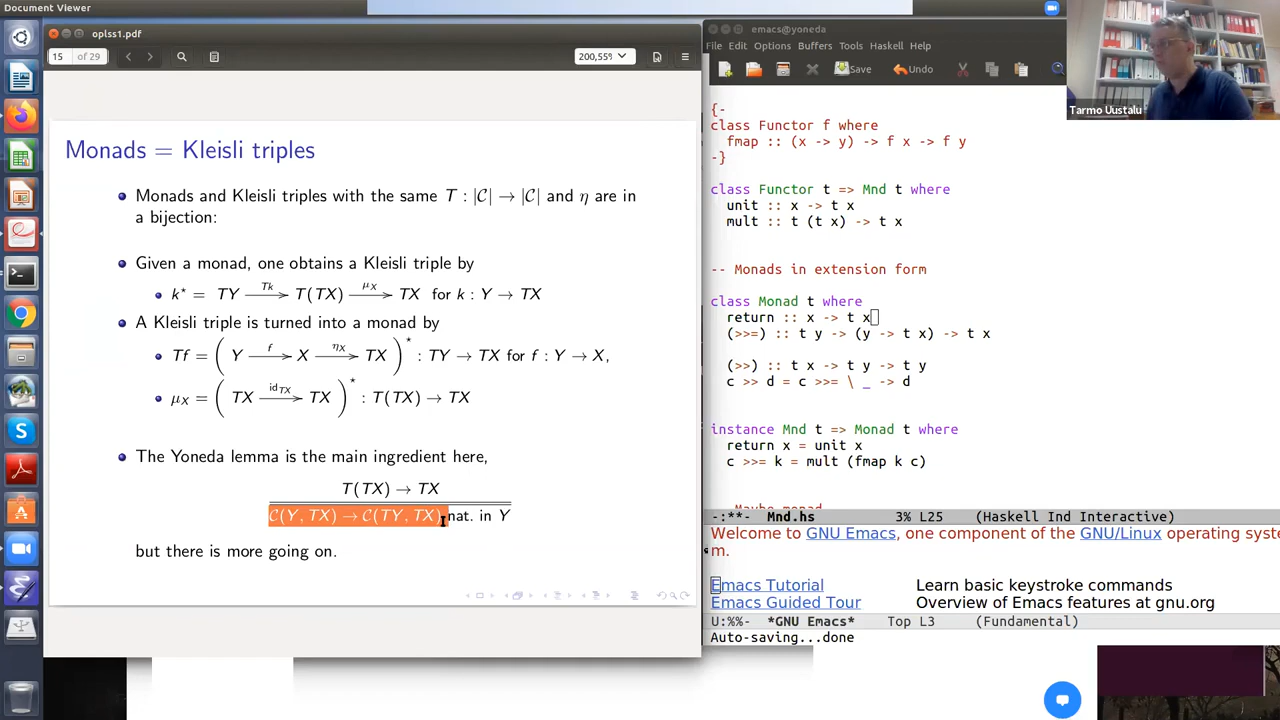 Document Viewer
oplss1.pdf
15 of 29
200,55%
Monads = Kleisli triples
• Monads and Kleisli triples with the same T : |C| → |C| and η are in
a bijection:
• Given a monad, one obtains a Kleisli triple by
• k⋆ = TY —Tk→ T(TX) —μX→ TX for k : Y → TX
• A Kleisli triple is turned into a monad by
• Tf = ( Y —f→ X —ηX→ TX )⋆ : TY → TX for f : Y → X,
• μX = ( TX —idTX→ TX )⋆ : T(TX) → TX
• The Yoneda lemma is the main ingredient here,
T(TX) → TX
C(Y, TX) → C(TY, TX) nat. in Y
but there is more going on.
emacs@yoneda
File Edit Options Buffers Tools Haskell Help
Save Undo
{-
class Functor f where
fmap :: (x -> y) -> f x -> f y
-}
class Functor t => Mnd t where
unit :: x -> t x
mult :: t (t x) -> t x
-- Monads in extension form
class Monad t where
return :: x -> t x
(>>=) :: t y -> (y -> t x) -> t x
(>>) :: t x -> t y -> t y
c >> d = c >>= \ _ -> d
instance Mnd t => Monad t where
return x = unit x
c >>= k = mult (fmap k c)
-:**- Mnd.hs 3% L25 (Haskell Ind Interactive)
Welcome to GNU Emacs, one component of the GNU/Linux operating syste
m.
Emacs Tutorial Learn basic keystroke commands
Emacs Guided Tour Overview of Emacs features at gnu.org
U:%%- *GNU Emacs* Top L3 (Fundamental)
Auto-saving...done
Tarmo Uustalu